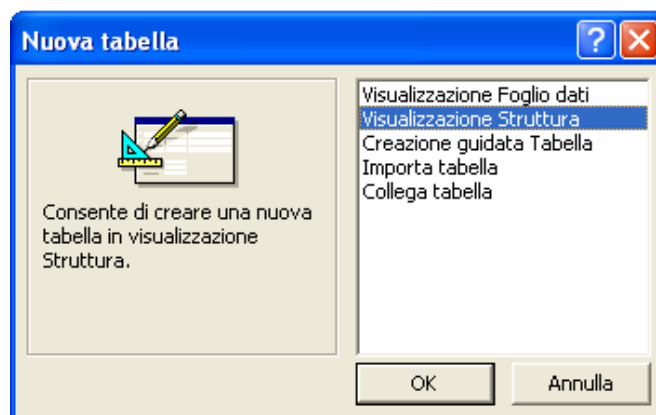 Nuova tabella
Consente di creare una nuova
tabella in visualizzazione
Struttura.
Visualizzazione Foglio dati
Visualizzazione Struttura
Creazione guidata Tabella
Importa tabella
Collega tabella
OK
Annulla